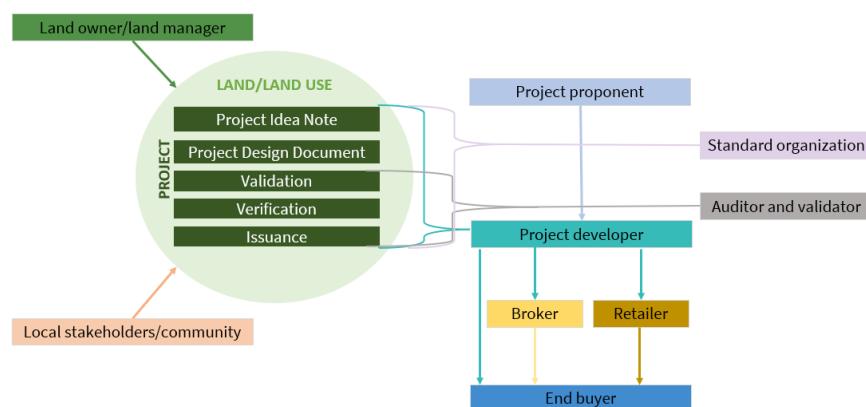 Land owner/land manager
LAND/LAND USE
PROJECT
Project Idea Note
Project Design Document
Validation
Verification
Issuance
Local stakeholders/community
Project proponent
Standard organization
Auditor and validator
Project developer
Broker
Retailer
End buyer